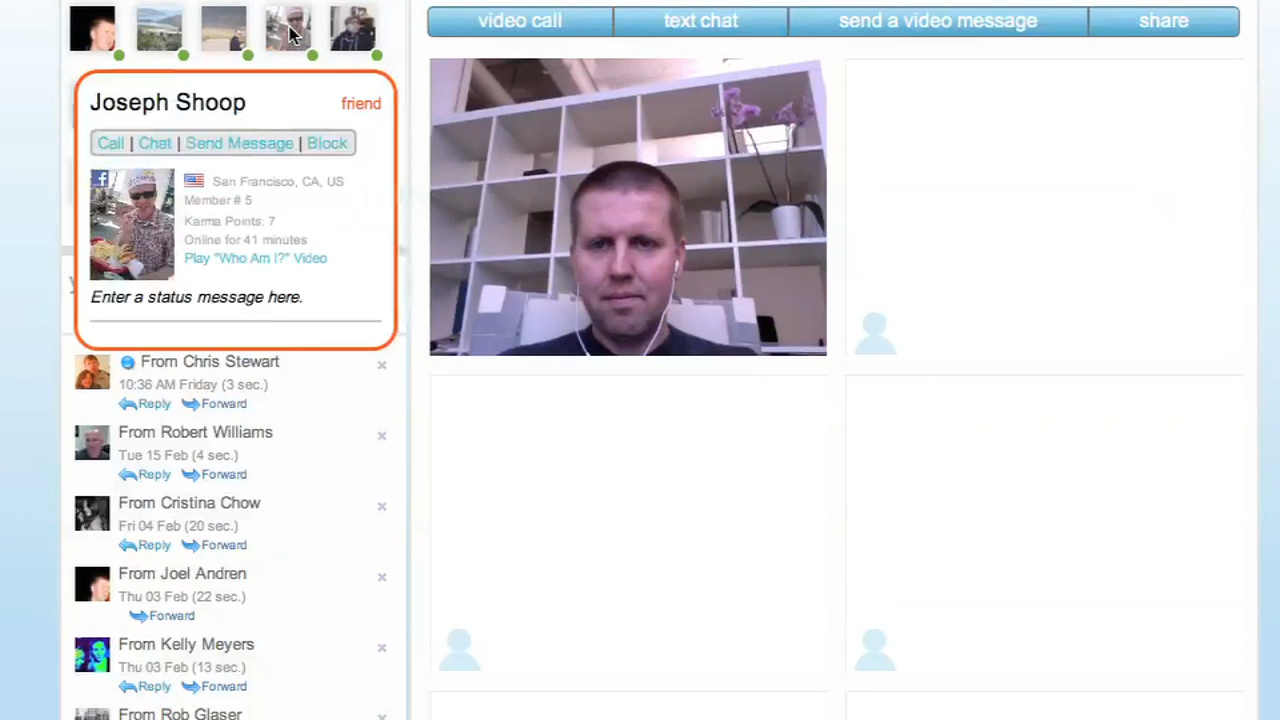 video call
text chat
send a video message
share
Joseph Shoop
friend
Call | Chat | Send Message | Block
San Francisco, CA, US
Member # 5
Karma Points: 7
Online for 41 minutes
Play "Who Am I?" Video
Enter a status message here.
From Chris Stewart
10:36 AM Friday (3 sec.)
Reply Forward
From Robert Williams
Tue 15 Feb (4 sec.)
Reply Forward
From Cristina Chow
Fri 04 Feb (20 sec.)
Reply Forward
From Joel Andren
Thu 03 Feb (22 sec.)
Forward
From Kelly Meyers
Thu 03 Feb (13 sec.)
Reply Forward
From Rob Glaser